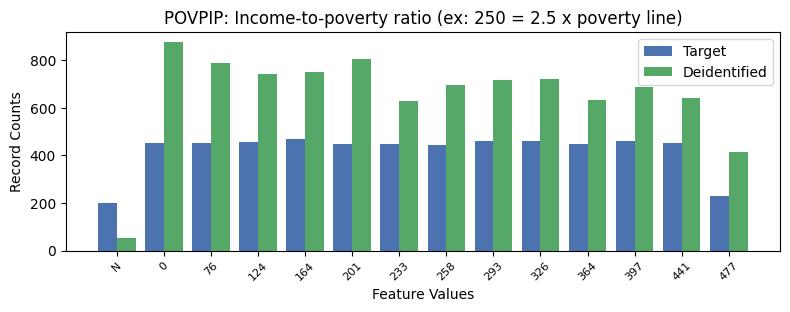 POVPIP: Income-to-poverty ratio (ex: 250 = 2.5 x poverty line)
Target
Deidentified
Record Counts
800
600
400
200
0
N 0 76 124 164 201 233 258 293 326 364 397 441 477
Feature Values